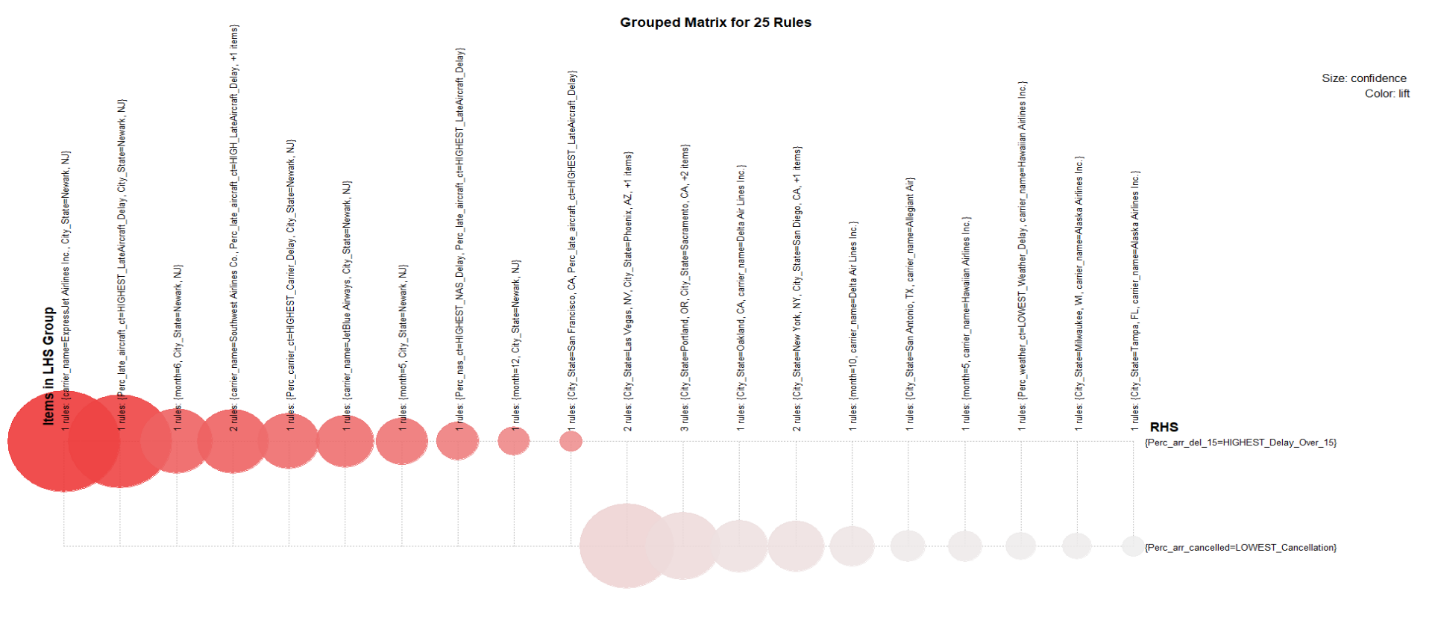 Grouped Matrix for 25 Rules
Size: confidence
Color: lift
Items in LHS Group
1 rules: {carrier_name=ExpressJet Airlines Inc., City_State=Newark, NJ}
1 rules: {Perc_late_aircraft_ct=HIGHEST_LateAircraft_Delay, City_State=Newark, NJ}
1 rules: {month=6, City_State=Newark, NJ}
2 rules: {carrier_name=Southwest Airlines Co., Perc_late_aircraft_ct=HIGH_LateAircraft_Delay, +1 items}
1 rules: {Perc_carrier_ct=HIGHEST_Carrier_Delay, City_State=Newark, NJ}
1 rules: {carrier_name=JetBlue Airways, City_State=Newark, NJ}
1 rules: {month=5, City_State=Newark, NJ}
1 rules: {Perc_nas_ct=HIGHEST_NAS_Delay, Perc_late_aircraft_ct=HIGHEST_LateAircraft_Delay}
1 rules: {month=12, City_State=Newark, NJ}
1 rules: {City_State=San Francisco, CA, Perc_late_aircraft_ct=HIGHEST_LateAircraft_Delay}
2 rules: {City_State=Las Vegas, NV, City_State=Phoenix, AZ, +1 items}
3 rules: {City_State=Portland, OR, City_State=Sacramento, CA, +2 items}
1 rules: {City_State=Oakland, CA, carrier_name=Delta Air Lines Inc.}
2 rules: {City_State=New York, NY, City_State=San Diego, CA, +1 items}
1 rules: {month=10, carrier_name=Delta Air Lines Inc.}
1 rules: {City_State=San Antonio, TX, carrier_name=Allegiant Air}
1 rules: {month=5, carrier_name=Hawaiian Airlines Inc.}
1 rules: {Perc_weather_ct=LOWEST_Weather_Delay, carrier_name=Hawaiian Airlines Inc.}
1 rules: {City_State=Milwaukee, WI, carrier_name=Alaska Airlines Inc.}
1 rules: {City_State=Tampa, FL, carrier_name=Alaska Airlines Inc.}
RHS
{Perc_arr_del_15=HIGHEST_Delay_Over_15}
{Perc_arr_cancelled=LOWEST_Cancellation}